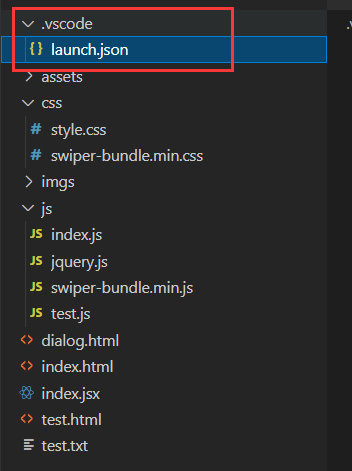 .vscode
{} launch.json
assets
css
# style.css
# swiper-bundle.min.css
imgs
js
JS index.js
JS jquery.js
JS swiper-bundle.min.js
JS test.js
<> dialog.html
<> index.html
index.jsx
<> test.html
test.txt